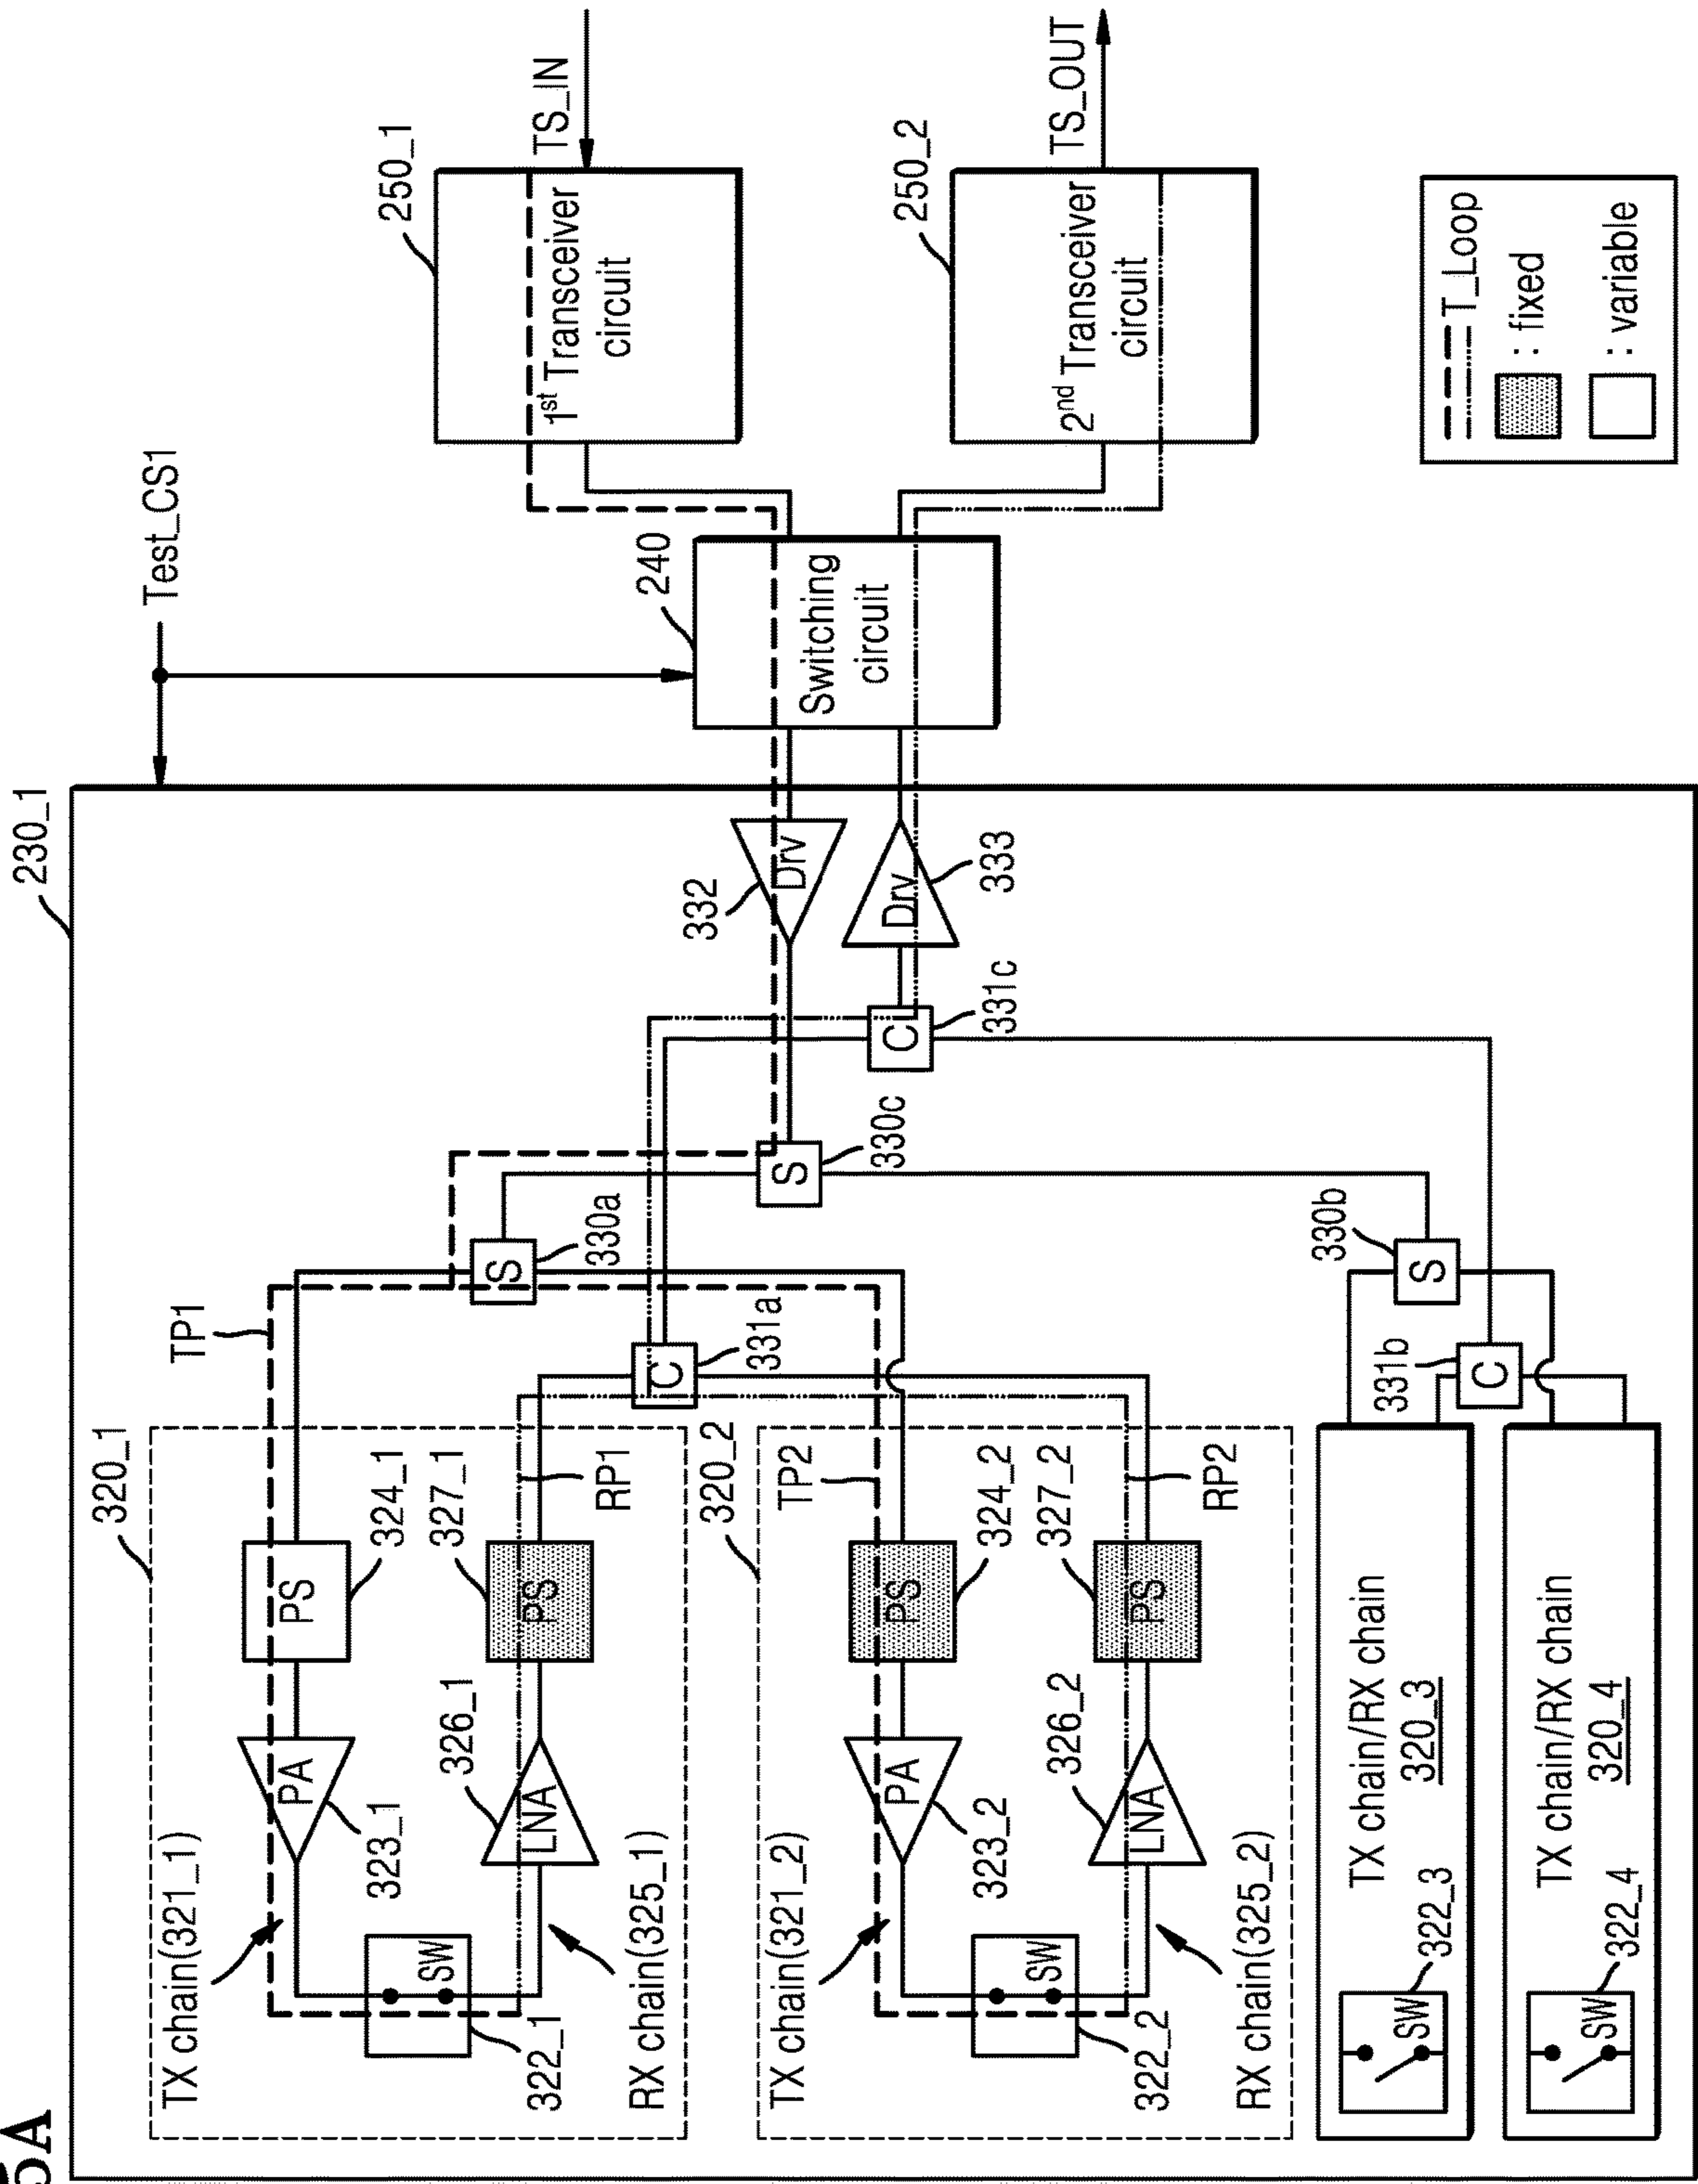 5A
230_1
Test_CS1
320_1
TX chain(321_1)
PA
323_1
PS
324_1
TP1
SW
322_1
LNA
326_1
PS
327_1
RP1
RX chain(325_1)
S
330a
C
331a
320_2
TX chain(321_2)
PA
323_2
PS
324_2
TP2
SW
322_2
LNA
326_2
PS
327_2
RP2
RX chain(325_2)
S
330c
C
331c
332
Drv
Drv
333
240
Switching
circuit
250_1
1st Transceiver
circuit
TS_IN
250_2
2nd Transceiver
circuit
TS_OUT
330b
S
331b
C
TX chain/RX chain
320_3
SW
322_3
TX chain/RX chain
320_4
SW
322_4
T_Loop
: fixed
: variable